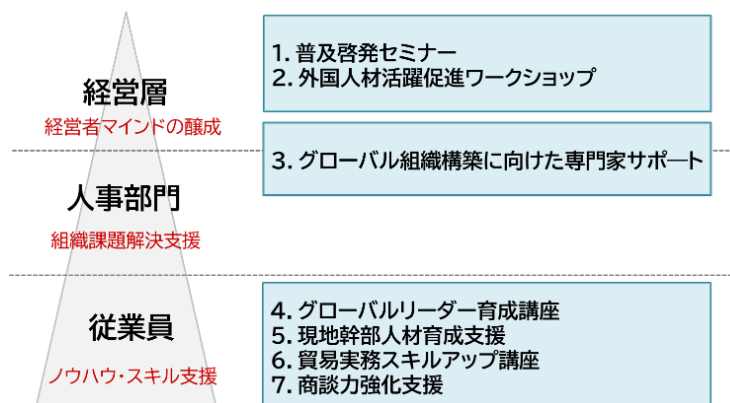 経営層
経営者マインドの醸成
1. 普及啓発セミナー
2. 外国人材活躍促進ワークショップ
3. グローバル組織構築に向けた専門家サポート
人事部門
組織課題解決支援
従業員
ノウハウ・スキル支援
4. グローバルリーダー育成講座
5. 現地幹部人材育成支援
6. 貿易実務スキルアップ講座
7. 商談力強化支援